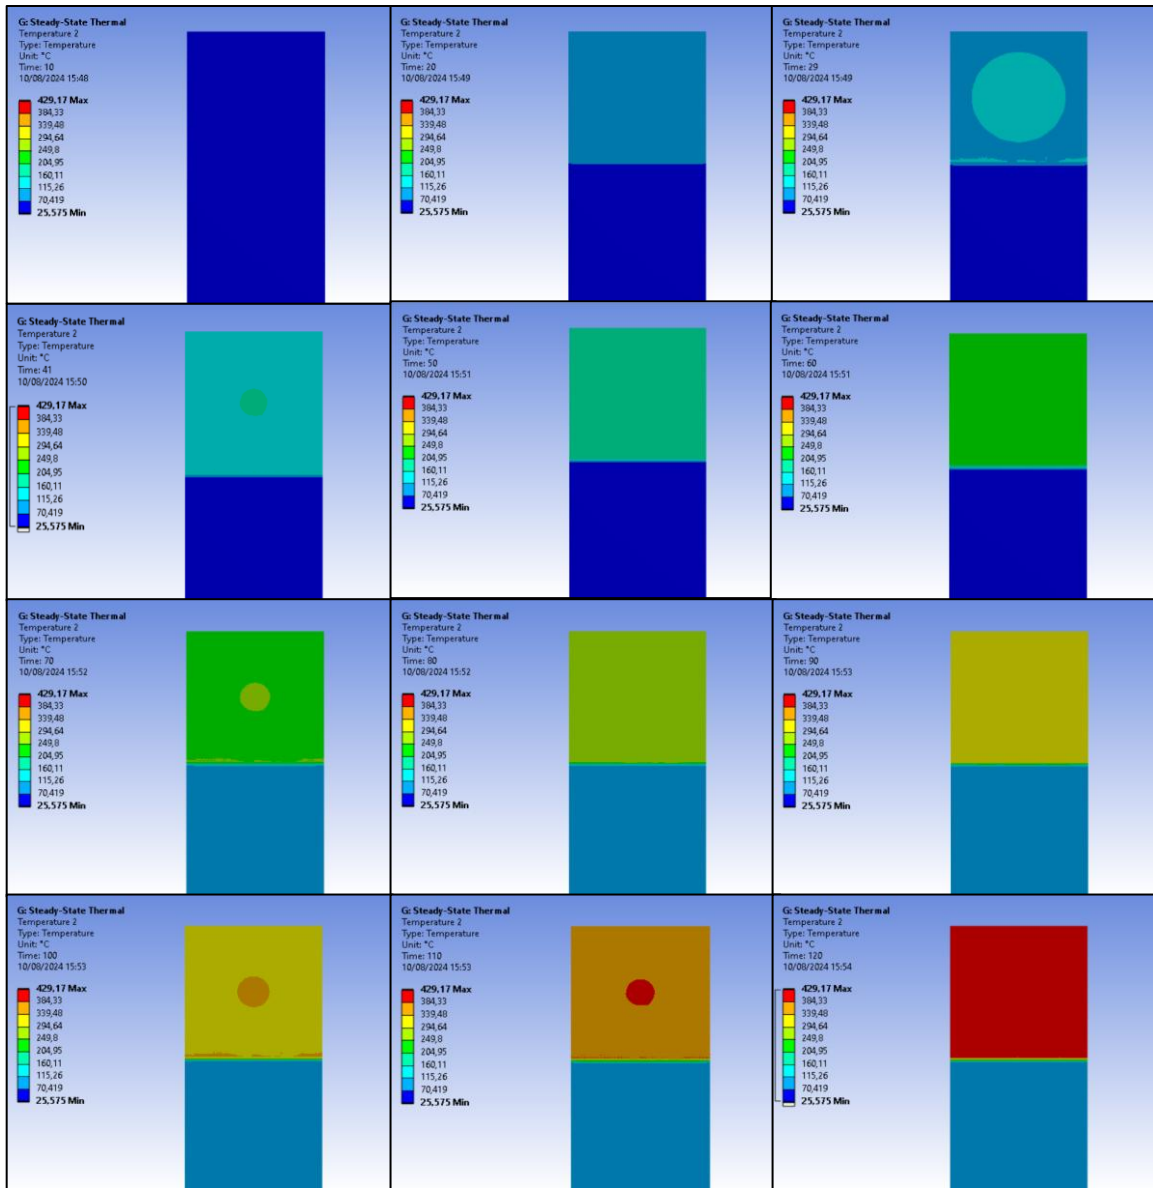 G: Steady-State Thermal
Temperature 2
Type: Temperature
Unit: °C
Time: 10
10/08/2024 15:48
429,17 Max
384,33
339,48
294,64
249,8
204,95
160,11
115,26
70,419
25,575 Min
G: Steady-State Thermal
Temperature 2
Type: Temperature
Unit: °C
Time: 20
10/08/2024 15:49
429,17 Max
384,33
339,48
294,64
249,8
204,95
160,11
115,26
70,419
25,575 Min
G: Steady-State Thermal
Temperature 2
Type: Temperature
Unit: °C
Time: 29
10/08/2024 15:49
429,17 Max
384,33
339,48
294,64
249,8
204,95
160,11
115,26
70,419
25,575 Min
G: Steady-State Thermal
Temperature 2
Type: Temperature
Unit: °C
Time: 41
10/08/2024 15:50
429,17 Max
384,33
339,48
294,64
249,8
204,95
160,11
115,26
70,419
25,575 Min
G: Steady-State Thermal
Temperature 2
Type: Temperature
Unit: °C
Time: 50
10/08/2024 15:51
429,17 Max
384,33
339,48
294,64
249,8
204,95
160,11
115,26
70,419
25,575 Min
G: Steady-State Thermal
Temperature 2
Type: Temperature
Unit: °C
Time: 60
10/08/2024 15:51
429,17 Max
384,33
339,48
294,64
249,8
204,95
160,11
115,26
70,419
25,575 Min
G: Steady-State Thermal
Temperature 2
Type: Temperature
Unit: °C
Time: 70
10/08/2024 15:52
429,17 Max
384,33
339,48
294,64
249,8
204,95
160,11
115,26
70,419
25,575 Min
G: Steady-State Thermal
Temperature 2
Type: Temperature
Unit: °C
Time: 80
10/08/2024 15:52
429,17 Max
384,33
339,48
294,64
249,8
204,95
160,11
115,26
70,419
25,575 Min
G: Steady-State Thermal
Temperature 2
Type: Temperature
Unit: °C
Time: 90
10/08/2024 15:53
429,17 Max
384,33
339,48
294,64
249,8
204,95
160,11
115,26
70,419
25,575 Min
G: Steady-State Thermal
Temperature 2
Type: Temperature
Unit: °C
Time: 100
10/08/2024 15:53
429,17 Max
384,33
339,48
294,64
249,8
204,95
160,11
115,26
70,419
25,575 Min
G: Steady-State Thermal
Temperature 2
Type: Temperature
Unit: °C
Time: 110
10/08/2024 15:53
429,17 Max
384,33
339,48
294,64
249,8
204,95
160,11
115,26
70,419
25,575 Min
G: Steady-State Thermal
Temperature 2
Type: Temperature
Unit: °C
Time: 120
10/08/2024 15:54
429,17 Max
384,33
339,48
294,64
249,8
204,95
160,11
115,26
70,419
25,575 Min